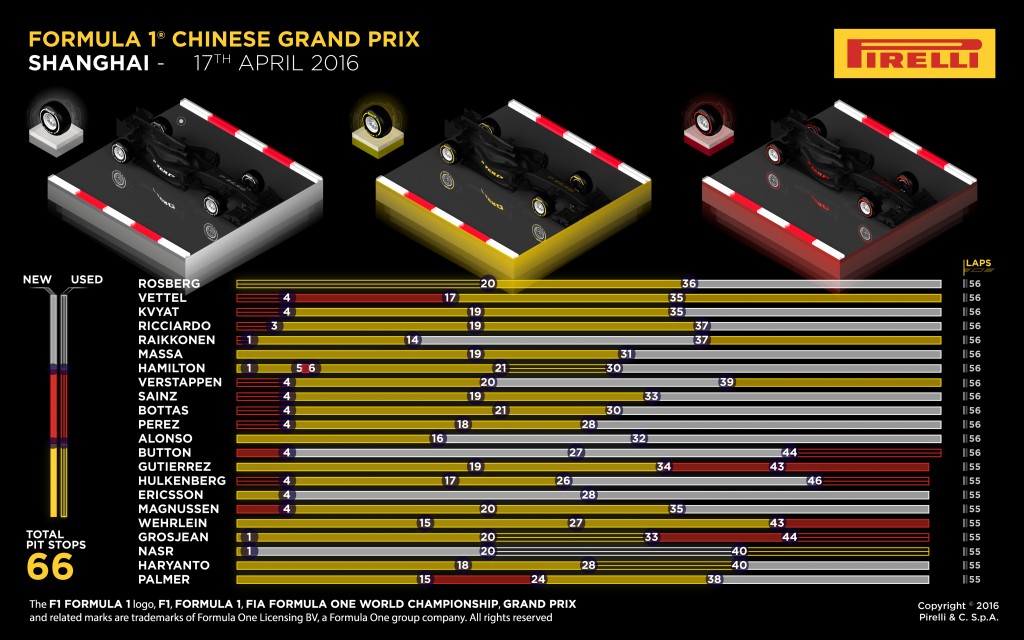 FORMULA 1® CHINESE GRAND PRIX
SHANGHAI - 17TH APRIL 2016
PIRELLI
LAPS
NEW USED
ROSBERG 20 36 56
VETTEL 4 17 35 56
KVYAT 4 19 35 56
RICCIARDO 3 19 37 56
RAIKKONEN 1 14 37 56
MASSA 19 31 56
HAMILTON 1 5 6 21 30 56
VERSTAPPEN 4 20 39 56
SAINZ 4 19 33 56
BOTTAS 4 21 30 56
PEREZ 4 18 28 56
ALONSO 16 32 56
BUTTON 4 27 44 56
GUTIERREZ 19 34 43 55
HULKENBERG 4 17 26 46 55
ERICSSON 4 28 55
MAGNUSSEN 4 20 35 55
WEHRLEIN 15 27 43 55
GROSJEAN 1 20 33 44 55
NASR 1 20 40 55
HARYANTO 18 28 40 55
PALMER 15 24 38 55
TOTAL
PIT STOPS
66
The F1 FORMULA 1 logo, F1, FORMULA 1, FIA FORMULA ONE WORLD CHAMPIONSHIP, GRAND PRIX
and related marks are trademarks of Formula One Licensing BV, a Formula One group company. All rights reserved
Copyright © 2016
Pirelli & C. S.p.A.